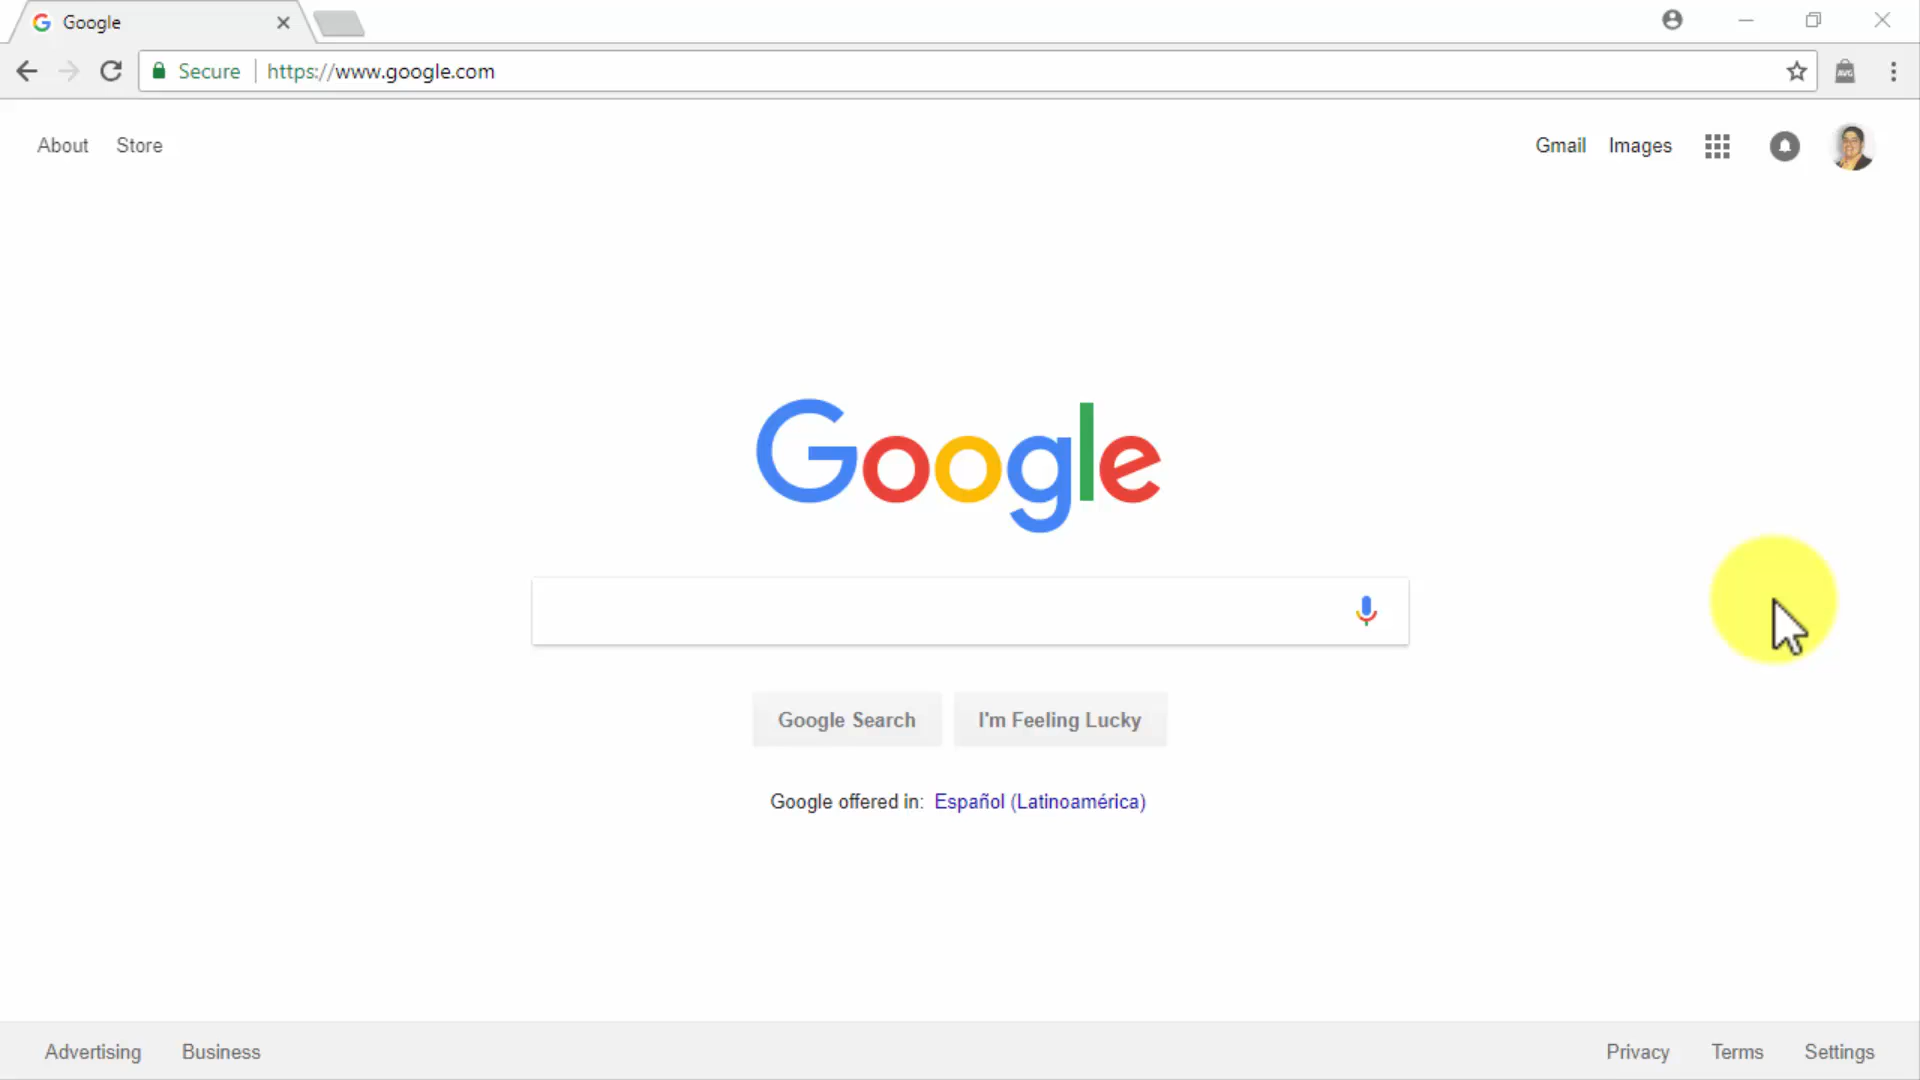 Google
Secure https://www.google.com
AVG
About Store Gmail Images
Google
Google Search I'm Feeling Lucky
Google offered in: Español (Latinoamérica)
Advertising Business Privacy Terms Settings